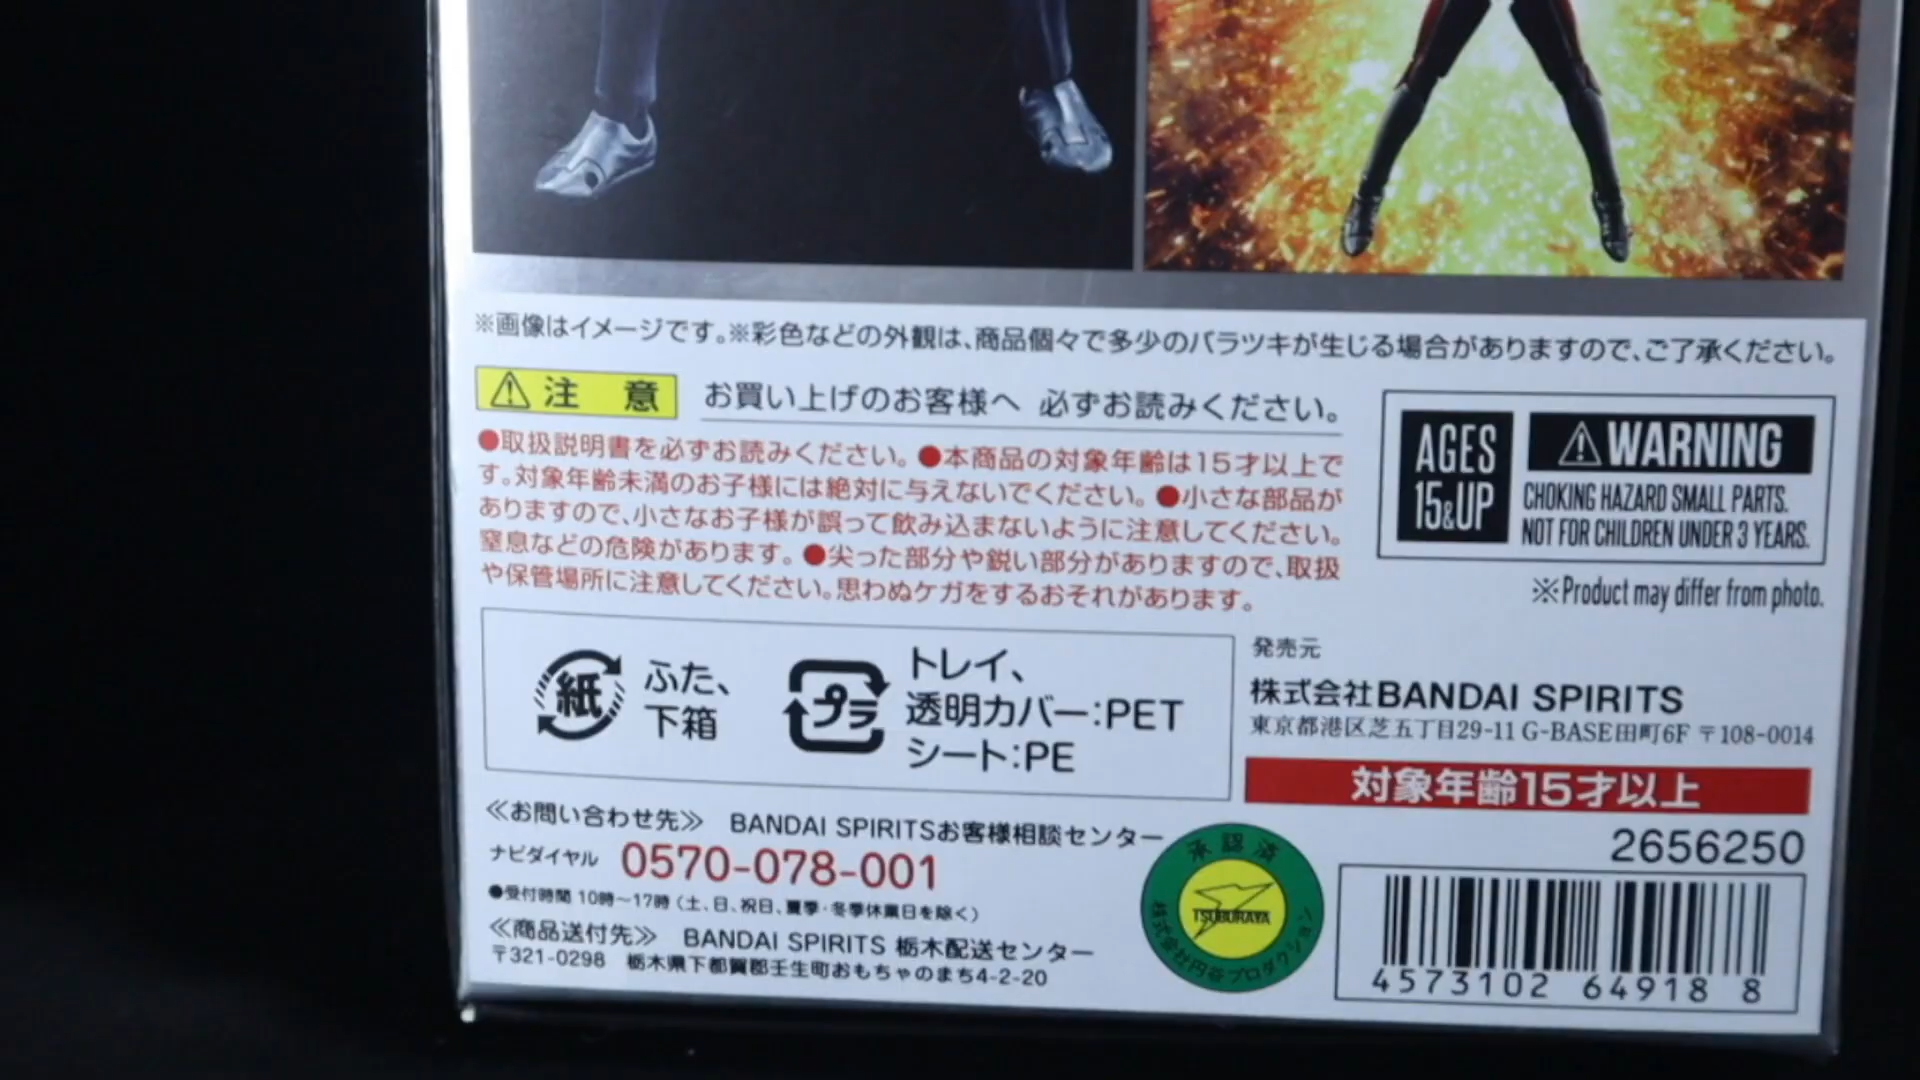 ※画像はイメージです。※彩色などの外観は、商品個々で多少のバラツキが生じる場合がありますので、ご了承ください。
注 意 お買い上げのお客様へ 必ずお読みください。
●取扱説明書を必ずお読みください。●本商品の対象年齢は15才以上で
す。対象年齢未満のお子様には絶対に与えないでください。●小さな部品が
ありますので、小さなお子様が誤って飲み込まないように注意してください。
窒息などの危険があります。●尖った部分や鋭い部分がありますので、取扱
や保管場所に注意してください。思わぬケガをするおそれがあります。
AGES
15&UP
WARNING
CHOKING HAZARD SMALL PARTS.
NOT FOR CHILDREN UNDER 3 YEARS.
※Product may differ from photo.
紙
ふた、
下箱
プラ
トレイ、
透明カバー:PET
シート:PE
発売元
株式会社BANDAI SPIRITS
東京都港区芝五丁目29-11 G-BASE田町6F 〒108-0014
対象年齢15才以上
2656250
≪お問い合わせ先≫ BANDAI SPIRITSお客様相談センター
ナビダイヤル 0570-078-001
●受付時間 10時～17時（土、日、祝日、夏季・冬季休業日を除く）
≪商品送付先≫ BANDAI SPIRITS 栃木配送センター
〒321-0298 栃木県下都賀郡壬生町おもちゃのまち4-2-20
承認済
TSUBURAYA
株式会社円谷プロダクション
4573102 64918 8